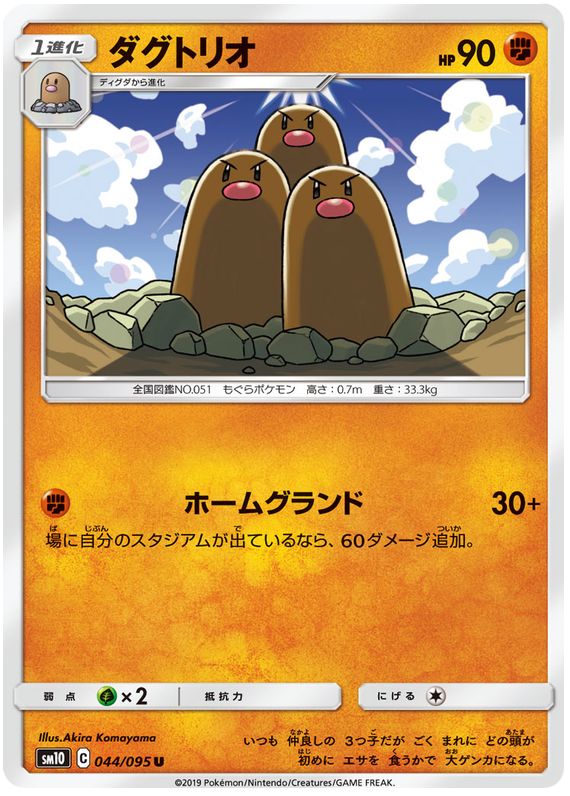 1進化
ダグトリオ
HP 90
ディグダから進化
全国図鑑NO.051 もぐらポケモン 高さ：0.7m 重さ：33.3kg
ホームグランド 30+
場に自分のスタジアムが出ているなら、60ダメージ追加。
弱点 ×2 抵抗力 にげる
Illus.Akira Komayama
SM10 C 044/095 U
いつも 仲良しの ３つ子だが ごく まれに どの頭が
初めに エサを 食うかで 大ゲンカになる。
©2019 Pokémon/Nintendo/Creatures/GAME FREAK.